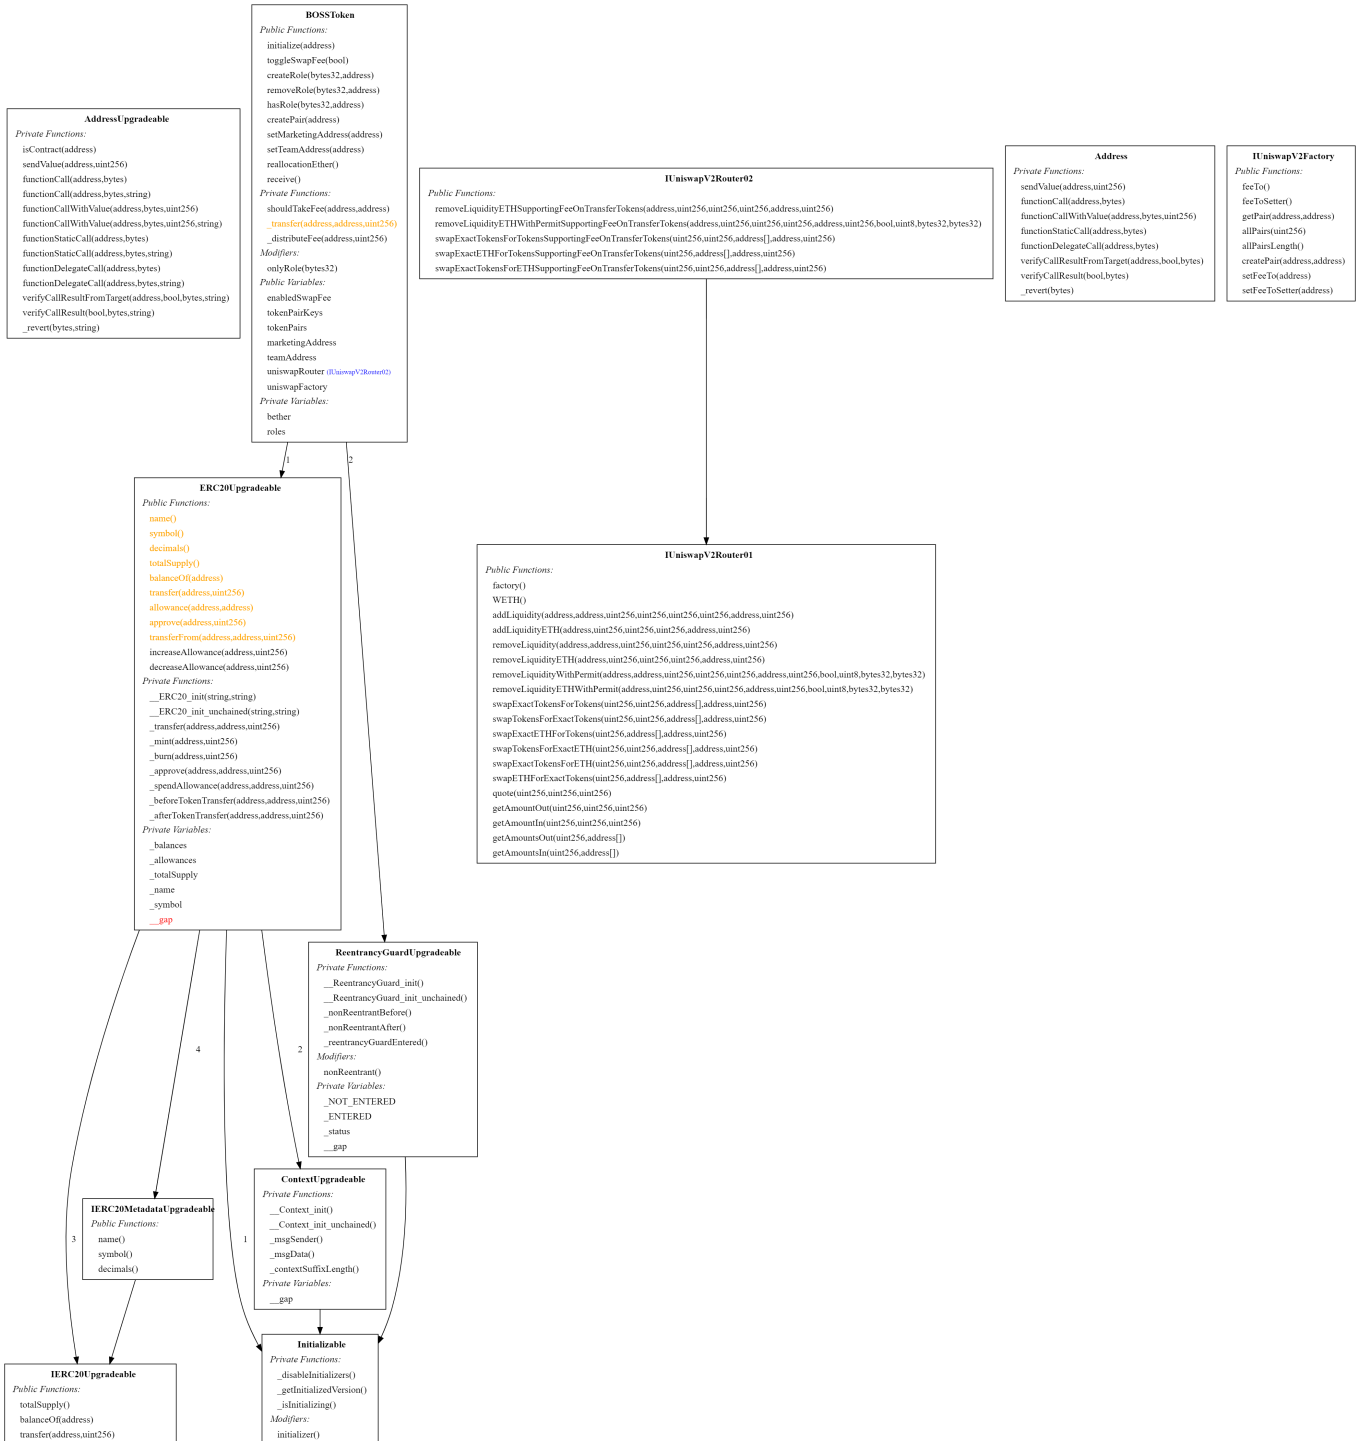 BOSSToken
Public Functions:
initialize(address)
toggleSwapFee(bool)
createRole(bytes32,address)
removeRole(bytes32,address)
hasRole(bytes32,address)
createPair(address)
setMarketingAddress(address)
setTeamAddress(address)
reallocationEther()
receive()
Private Functions:
shouldTakeFee(address,address)
_transfer(address,address,uint256)
_distributeFee(address,uint256)
Modifiers:
onlyRole(bytes32)
Public Variables:
enabledSwapFee
tokenPairKeys
tokenPairs
marketingAddress
teamAddress
uniswapRouter (IUniswapV2Router02)
uniswapFactory
Private Variables:
bether
roles
AddressUpgradeable
Private Functions:
isContract(address)
sendValue(address,uint256)
functionCall(address,bytes)
functionCall(address,bytes,string)
functionCallWithValue(address,bytes,uint256)
functionCallWithValue(address,bytes,uint256,string)
functionStaticCall(address,bytes)
functionStaticCall(address,bytes,string)
functionDelegateCall(address,bytes)
functionDelegateCall(address,bytes,string)
verifyCallResultFromTarget(address,bool,bytes,string)
verifyCallResult(bool,bytes,string)
_revert(bytes,string)
IUniswapV2Router02
Public Functions:
removeLiquidityETHSupportingFeeOnTransferTokens(address,uint256,uint256,uint256,address,uint256)
removeLiquidityETHWithPermitSupportingFeeOnTransferTokens(address,uint256,uint256,uint256,address,uint256,bool,uint8,bytes32,bytes32)
swapExactTokensForTokensSupportingFeeOnTransferTokens(uint256,uint256,address[],address,uint256)
swapExactETHForTokensSupportingFeeOnTransferTokens(uint256,address[],address,uint256)
swapExactTokensForETHSupportingFeeOnTransferTokens(uint256,uint256,address[],address,uint256)
Address
Private Functions:
sendValue(address,uint256)
functionCall(address,bytes)
functionCallWithValue(address,bytes,uint256)
functionStaticCall(address,bytes)
functionDelegateCall(address,bytes)
verifyCallResultFromTarget(address,bool,bytes)
verifyCallResult(bool,bytes)
_revert(bytes)
IUniswapV2Factory
Public Functions:
feeTo()
feeToSetter()
getPair(address,address)
allPairs(uint256)
allPairsLength()
createPair(address,address)
setFeeTo(address)
setFeeToSetter(address)
1
2
ERC20Upgradeable
Public Functions:
name()
symbol()
decimals()
totalSupply()
balanceOf(address)
transfer(address,uint256)
allowance(address,address)
approve(address,uint256)
transferFrom(address,address,uint256)
increaseAllowance(address,uint256)
decreaseAllowance(address,uint256)
Private Functions:
__ERC20_init(string,string)
__ERC20_init_unchained(string,string)
_transfer(address,address,uint256)
_mint(address,uint256)
_burn(address,uint256)
_approve(address,address,uint256)
_spendAllowance(address,address,uint256)
_beforeTokenTransfer(address,address,uint256)
_afterTokenTransfer(address,address,uint256)
Private Variables:
_balances
_allowances
_totalSupply
_name
_symbol
__gap
IUniswapV2Router01
Public Functions:
factory()
WETH()
addLiquidity(address,address,uint256,uint256,uint256,uint256,address,uint256)
addLiquidityETH(address,uint256,uint256,uint256,address,uint256)
removeLiquidity(address,address,uint256,uint256,uint256,address,uint256)
removeLiquidityETH(address,uint256,uint256,uint256,address,uint256)
removeLiquidityWithPermit(address,address,uint256,uint256,uint256,address,uint256,bool,uint8,bytes32,bytes32)
removeLiquidityETHWithPermit(address,uint256,uint256,uint256,address,uint256,bool,uint8,bytes32,bytes32)
swapExactTokensForTokens(uint256,uint256,address[],address,uint256)
swapTokensForExactTokens(uint256,uint256,address[],address,uint256)
swapExactETHForTokens(uint256,address[],address,uint256)
swapTokensForExactETH(uint256,uint256,address[],address,uint256)
swapExactTokensForETH(uint256,uint256,address[],address,uint256)
swapETHForExactTokens(uint256,address[],address,uint256)
quote(uint256,uint256,uint256)
getAmountOut(uint256,uint256,uint256)
getAmountIn(uint256,uint256,uint256)
getAmountsOut(uint256,address[])
getAmountsIn(uint256,address[])
ReentrancyGuardUpgradeable
Private Functions:
__ReentrancyGuard_init()
__ReentrancyGuard_init_unchained()
_nonReentrantBefore()
_nonReentrantAfter()
_reentrancyGuardEntered()
Modifiers:
nonReentrant()
Private Variables:
_NOT_ENTERED
_ENTERED
_status
__gap
4
2
3
1
ContextUpgradeable
Private Functions:
__Context_init()
__Context_init_unchained()
_msgSender()
_msgData()
_contextSuffixLength()
Private Variables:
__gap
IERC20MetadataUpgradeable
Public Functions:
name()
symbol()
decimals()
Initializable
Private Functions:
_disableInitializers()
_getInitializedVersion()
_isInitializing()
Modifiers:
initializer()
IERC20Upgradeable
Public Functions:
totalSupply()
balanceOf(address)
transfer(address,uint256)